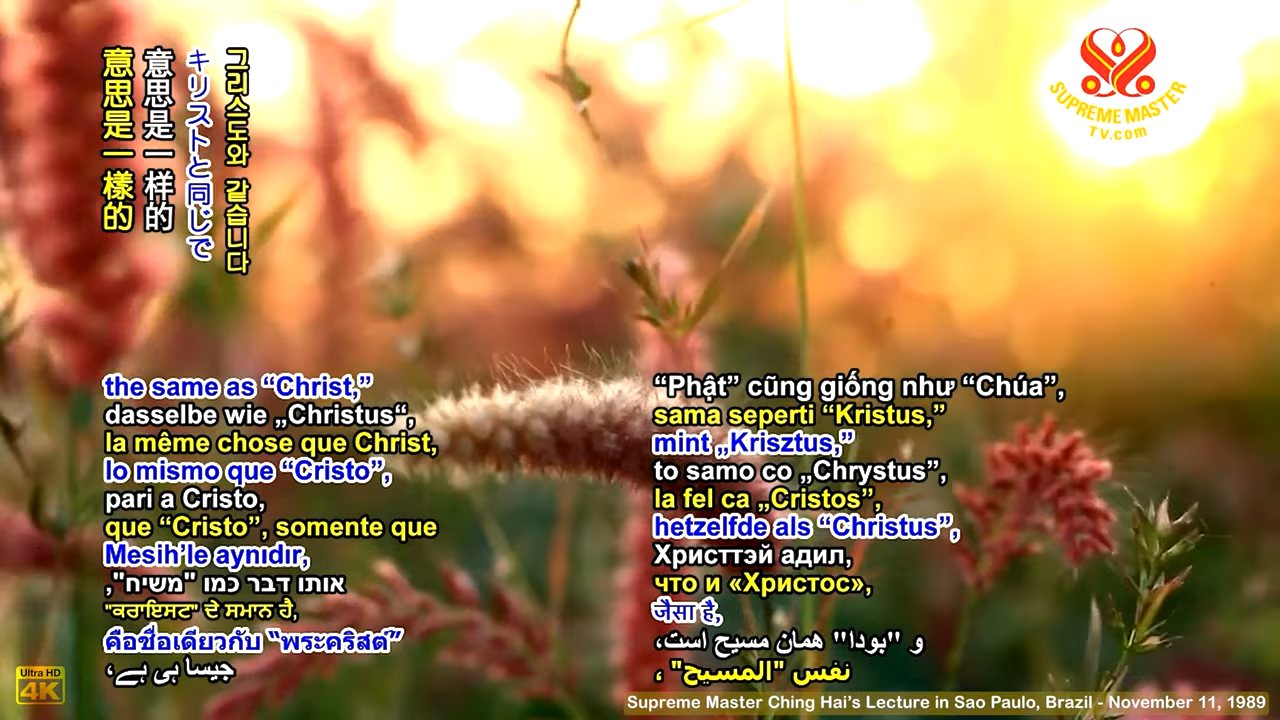 意思是一樣的
意思是一样的
キリストと同じで
그리스도와 같습니다
SUPREME MASTER
TV.com
the same as “Christ,”
dasselbe wie „Christus“,
la même chose que Christ,
lo mismo que “Cristo”,
pari a Cristo,
que “Cristo”, somente que
Mesih’le aynıdır,
אותו דבר כמו "משיח",
"ਕਰਾਇਸਟ" ਦੇ ਸਮਾਨ ਹੈ,
คือชื่อเดียวกับ “พระคริสต์”
جیسا ہی ہے،
“Phật” cũng giống như “Chúa”,
sama seperti “Kristus,”
mint „Krisztus,”
to samo co „Chrystus”,
la fel ca „Cristos”,
hetzelfde als “Christus”,
Христтэй адил,
что и «Христос»,
जैसा है,
و "بودا" همان مسیح است،
نفس "المسيح" ،
Ultra HD
4K
Supreme Master Ching Hai’s Lecture in Sao Paulo, Brazil - November 11, 1989